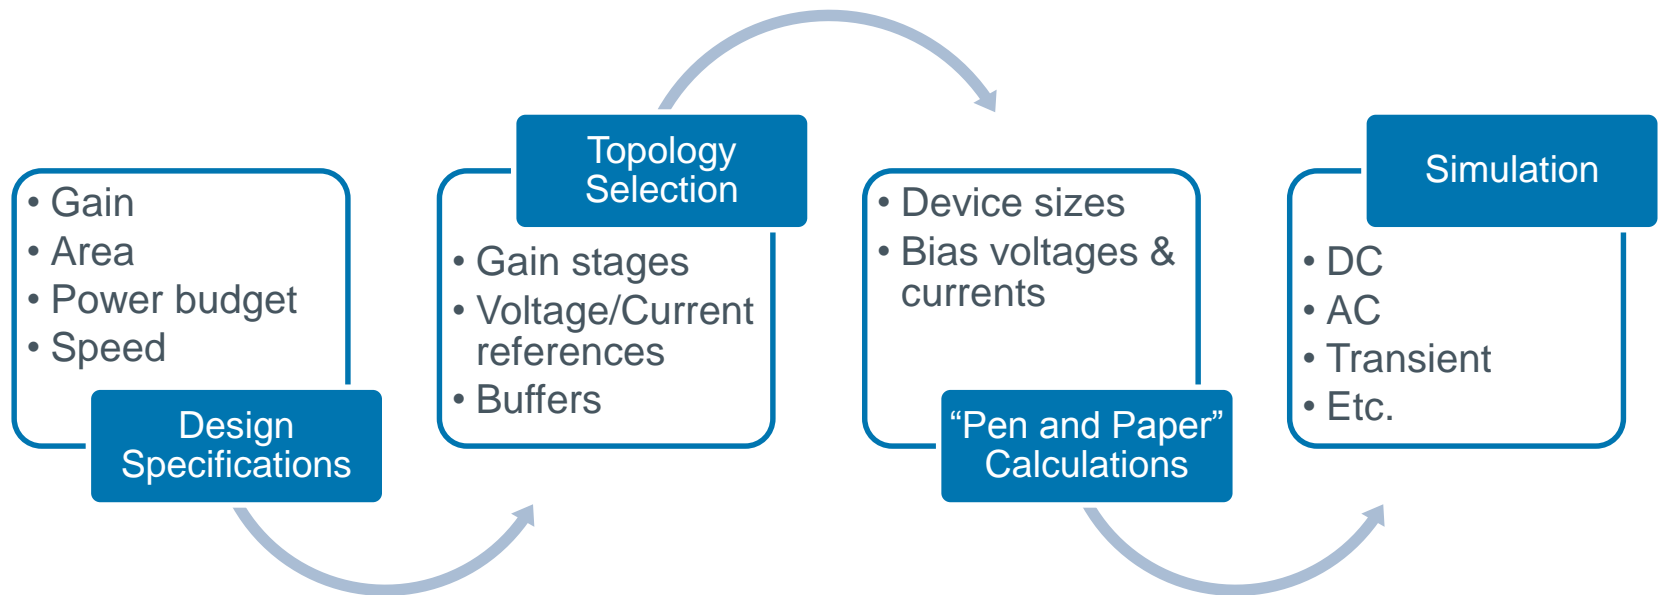 • Gain
• Area
• Power budget
• Speed
Design
Specifications
Topology
Selection
• Gain stages
• Voltage/Current
references
• Buffers
• Device sizes
• Bias voltages &
currents
“Pen and Paper”
Calculations
Simulation
• DC
• AC
• Transient
• Etc.